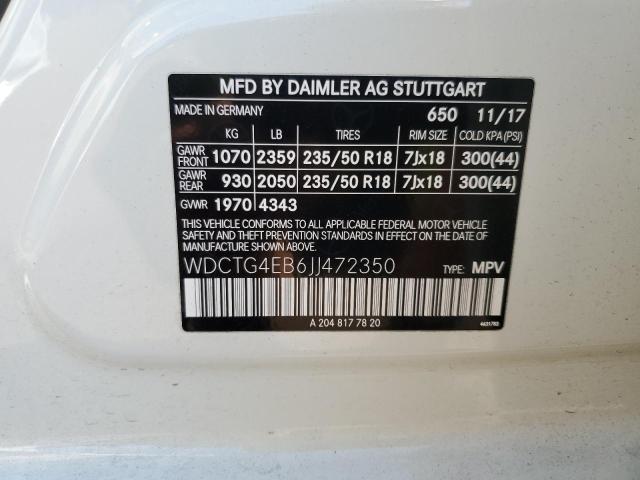 MFD BY DAIMLER AG STUTTGART
MADE IN GERMANY 650 11/17
KG LB TIRES RIM SIZE COLD KPA(PSI)
GAWR FRONT 1070 2359 235/50 R18 7Jx18 300(44)
GAWR REAR 930 2050 235/50 R18 7Jx18 300(44)
GVWR 1970 4343
THIS VEHICLE CONFORMS TO ALL APPLICABLE FEDERAL MOTOR VEHICLE SAFETY, BUMPER, AND THEFT PREVENTION STANDARDS IN
EFFECT ON THE DATE OF MANUFACTURE SHOWN ABOVE.
WDCTG4EB6JJ472350 TYPE: MPV
A 204 817 78 20